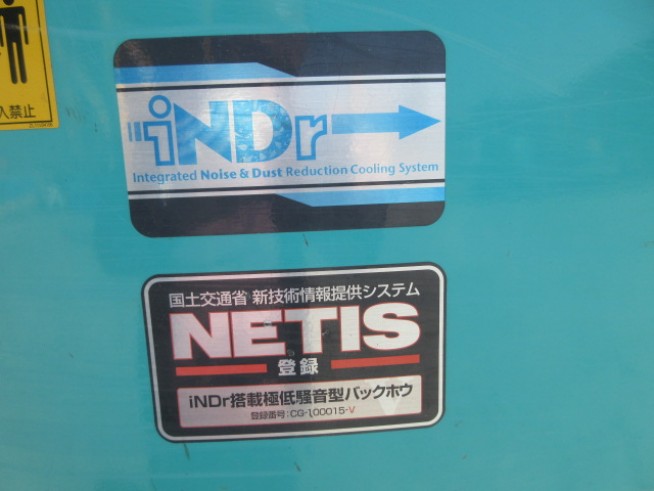 入禁止
iNDr
Integrated Noise & Dust Reduction Cooling System
国土交通省 新技術情報提供システム
NETIS
登録
iNDr搭載極低騒音型バックホウ
登録番号:CG-100015-V